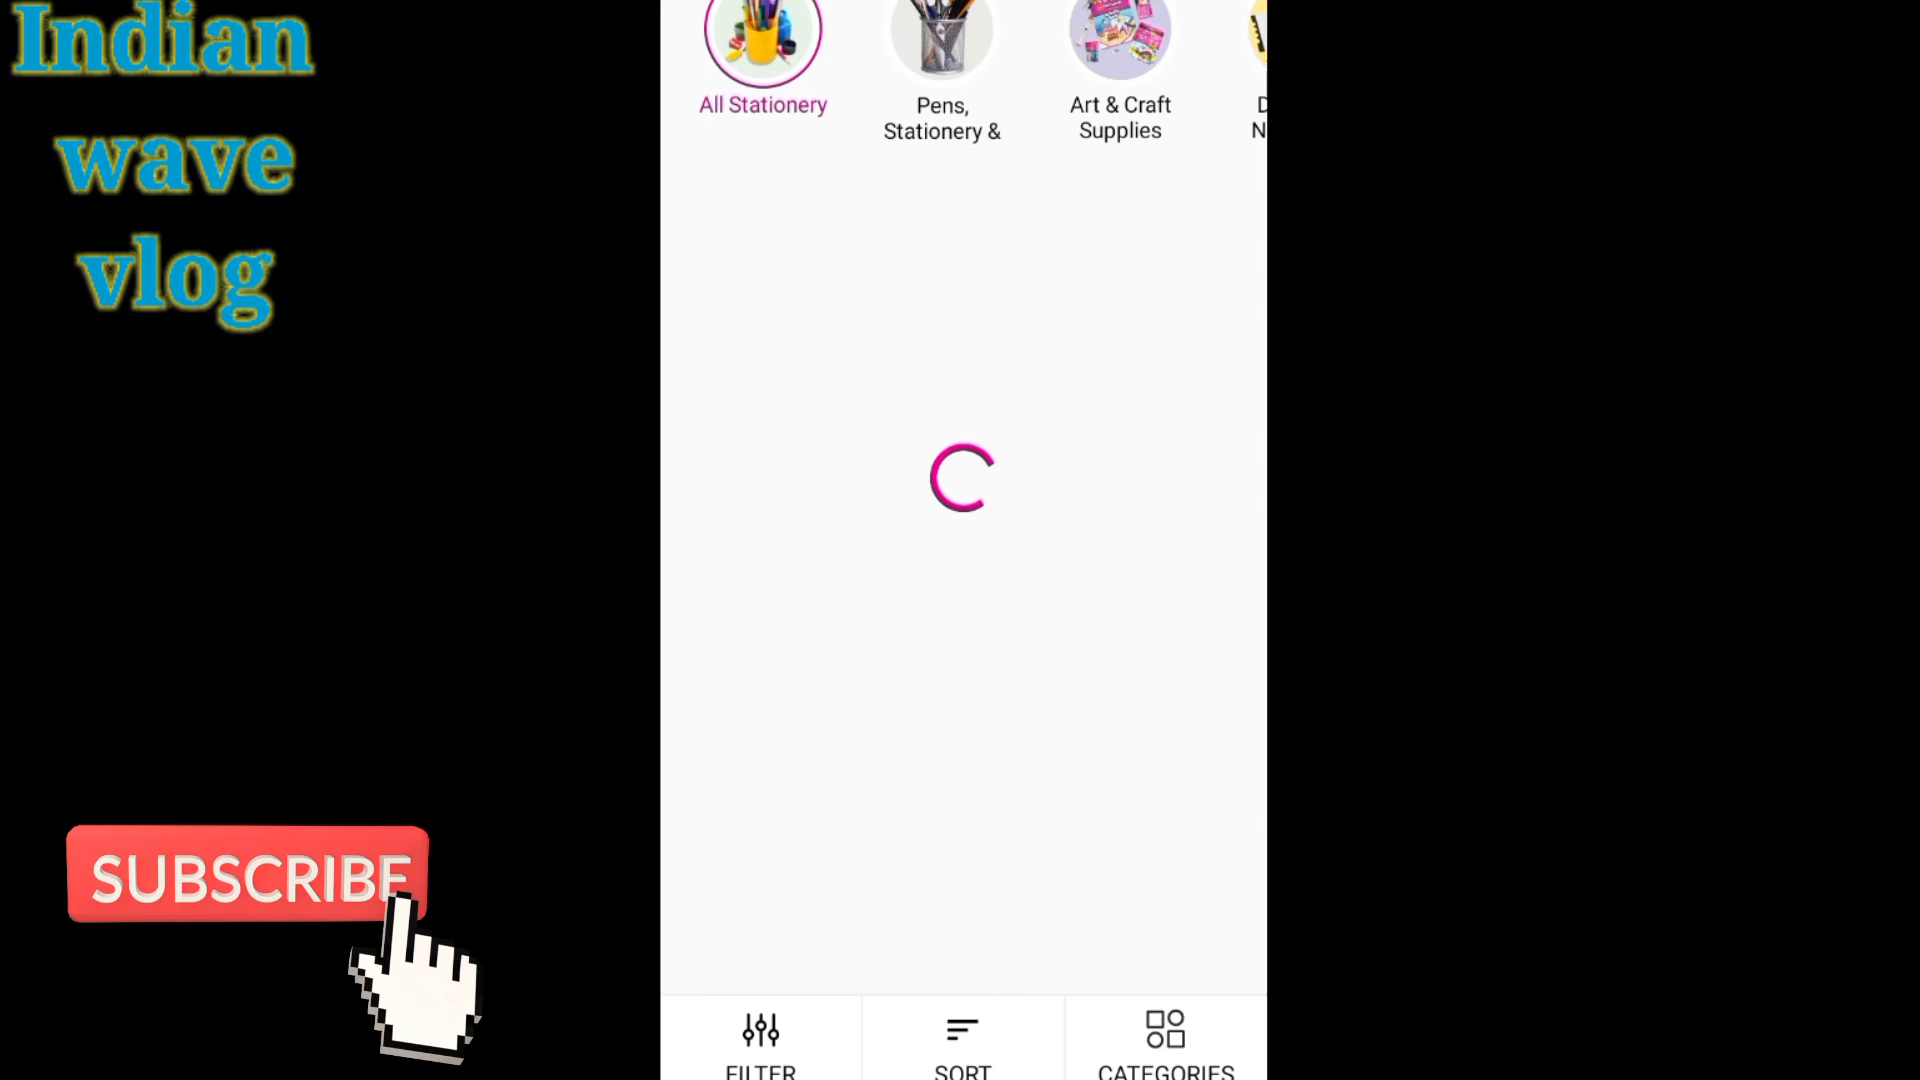 Indian
wave
vlog
All Stationery
Pens,
Stationery &
Art & Craft
Supplies
SUBSCRIBE
FILTER
SORT
CATEGORIES